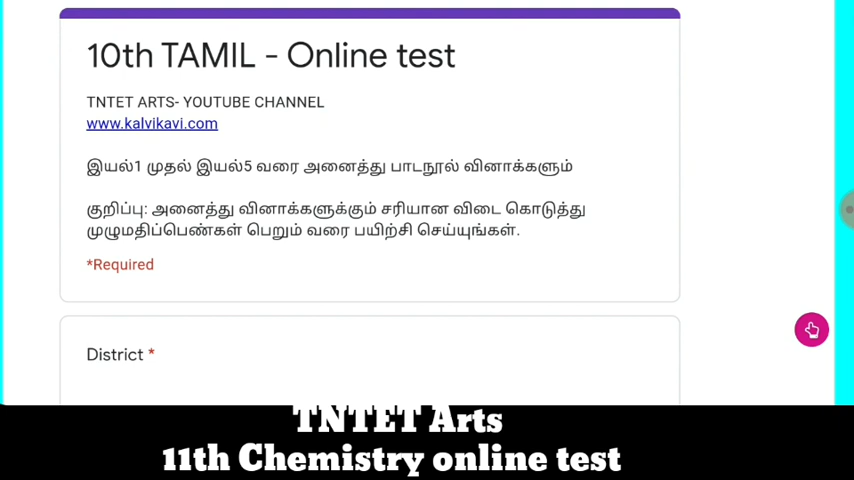 10th TAMIL - Online test
TNTET ARTS- YOUTUBE CHANNEL
www.kalvikavi.com
இயல்1 முதல் இயல்5 வரை அனைத்து பாடநூல் வினாக்களும்
குறிப்பு: அனைத்து வினாக்களுக்கும் சரியான விடை கொடுத்து
முழுமதிப்பெண்கள் பெறும் வரை பயிற்சி செய்யுங்கள்.
*Required
District *
TNTET Arts
11th Chemistry online test